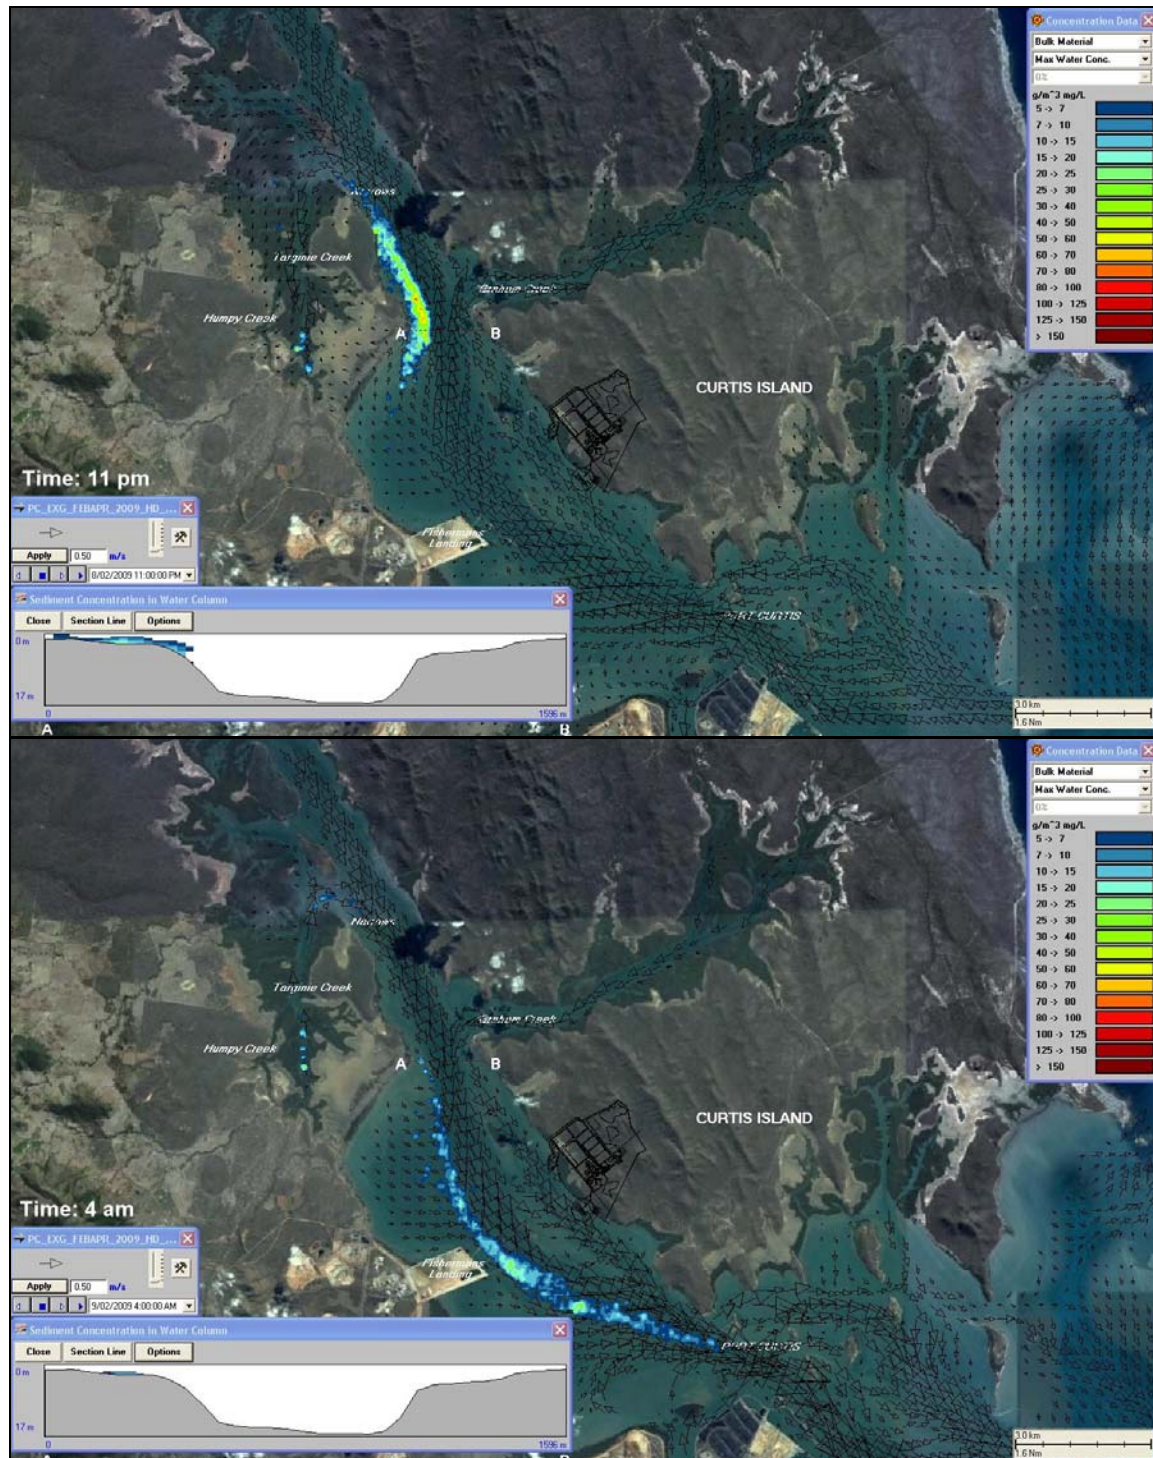 Concentration Data
Bulk Material
Max Water Conc.
0%
g/m^3 mg/L
5 -> 7
7 -> 10
10 -> 15
15 -> 20
20 -> 25
25 -> 30
30 -> 40
40 -> 50
50 -> 60
60 -> 70
70 -> 80
80 -> 100
100 -> 125
125 -> 150
> 150
Targinie Creek
Humpy Creek
A
B
CURTIS ISLAND
Time: 11 pm
PC_EXG_FEBAPR_2009_HD_...
Apply 0.50 m/s
8/02/2009 11:00:00 PM
Fishermans
Landing
PORT CURTIS
Sediment Concentration in Water Column
Close Section Line Options
0 m
17 m
0 1596 m
A B
3.0 km
1.6 Nm
Concentration Data
Bulk Material
Max Water Conc.
0%
g/m^3 mg/L
5 -> 7
7 -> 10
10 -> 15
15 -> 20
20 -> 25
25 -> 30
30 -> 40
40 -> 50
50 -> 60
60 -> 70
70 -> 80
80 -> 100
100 -> 125
125 -> 150
> 150
Narrows
Targinie Creek
Graham Creek
Humpy Creek
A
B
CURTIS ISLAND
Time: 4 am
PC_EXG_FEBAPR_2009_HD_...
Apply 0.50 m/s
9/02/2009 4:00:00 AM
Fishermans
Landing
Sediment Concentration in Water Column
Close Section Line Options
0 m
17 m
0 1596 m
3.0 km
1.6 Nm